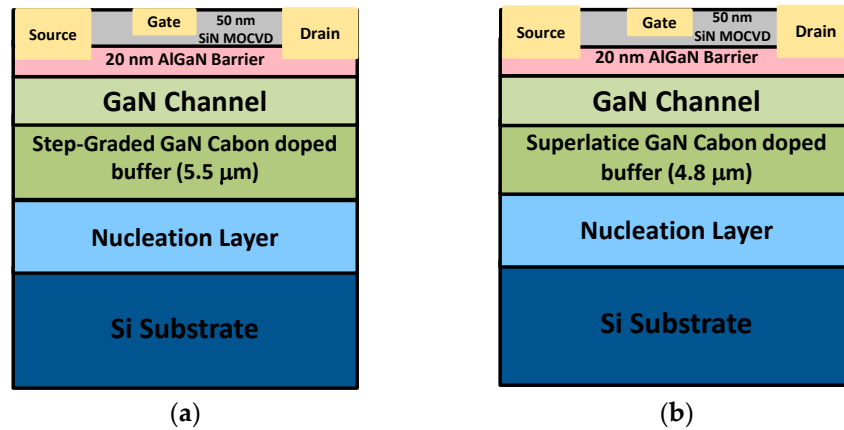 Source
Gate
50 nm
SiN MOCVD
Drain
20 nm AlGaN Barrier
GaN Channel
Step-Graded GaN Cabon doped
buffer (5.5 μm)
Nucleation Layer
Si Substrate
(a)
Source
Gate
50 nm
SiN MOCVD
Drain
20 nm AlGaN Barrier
GaN Channel
Superlatice GaN Cabon doped
buffer (4.8 μm)
Nucleation Layer
Si Substrate
(b)